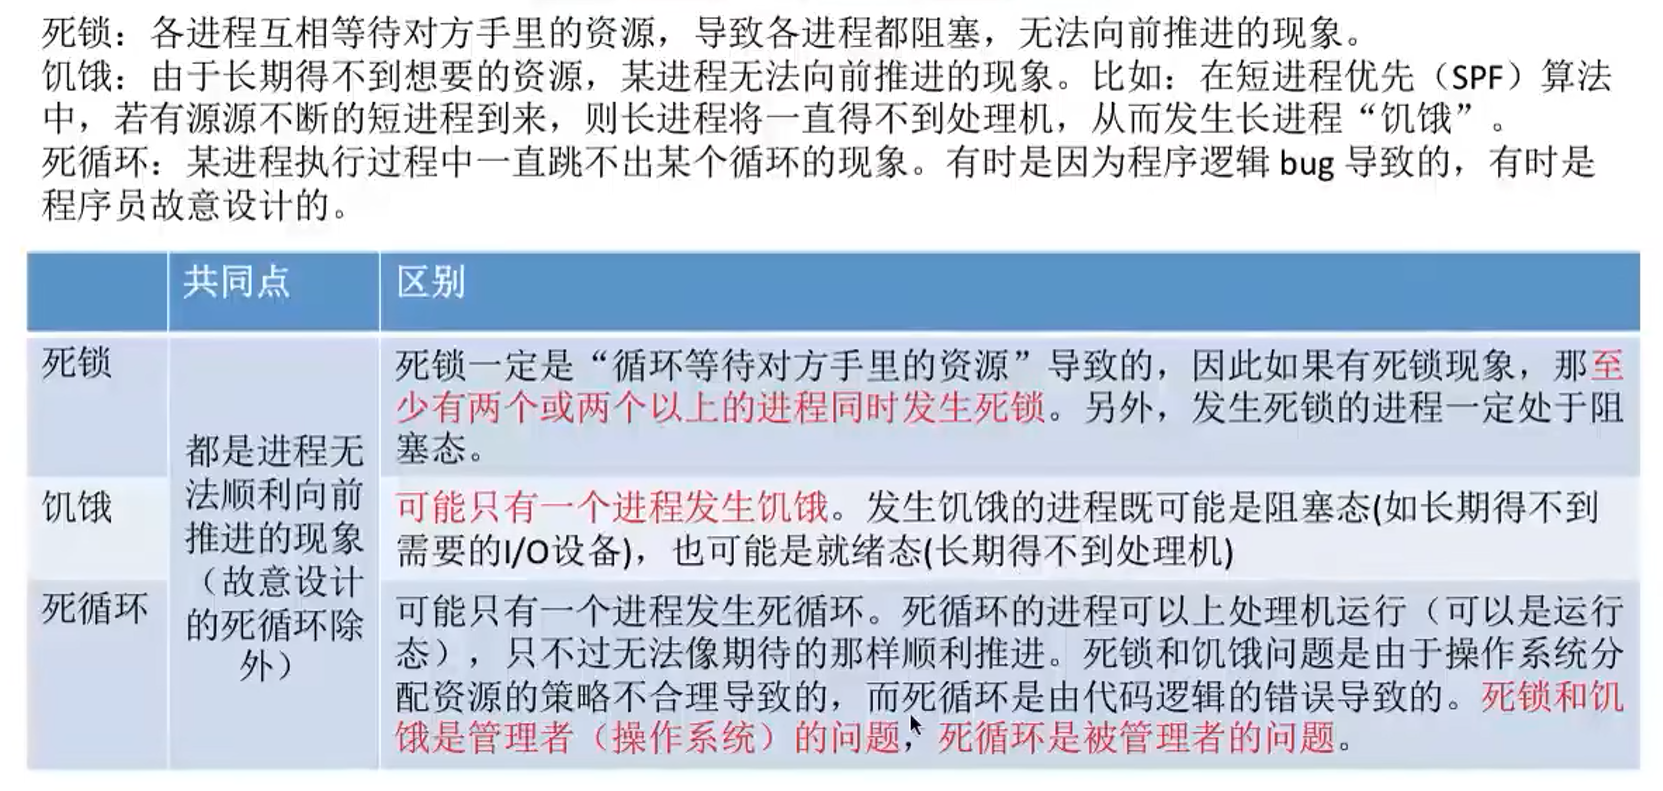 死锁：各进程互相等待对方手里的资源，导致各进程都阻塞，无法向前推进的现象。
饥饿：由于长期得不到想要的资源，某进程无法向前推进的现象。比如：在短进程优先（SPF）算法
中，若有源源不断的短进程到来，则长进程将一直得不到处理机，从而发生长进程“饥饿”。
死循环：某进程执行过程中一直跳不出某个循环的现象。有时是因为程序逻辑 bug 导致的，有时是
程序员故意设计的。
共同点
区别
死锁
都是进程无
法顺利向前
推进的现象
（故意设计
的死循环除
外）
死锁一定是“循环等待对方手里的资源”导致的，因此如果有死锁现象，那至
少有两个或两个以上的进程同时发生死锁。另外，发生死锁的进程一定处于阻
塞态。
饥饿
可能只有一个进程发生饥饿。发生饥饿的进程既可能是阻塞态(如长期得不到
需要的I/O设备)，也可能是就绪态(长期得不到处理机)
死循环
可能只有一个进程发生死循环。死循环的进程可以上处理机运行（可以是运行
态），只不过无法像期待的那样顺利推进。死锁和饥饿问题是由于操作系统分
配资源的策略不合理导致的，而死循环是由代码逻辑的错误导致的。死锁和饥
饿是管理者（操作系统）的问题，死循环是被管理者的问题。